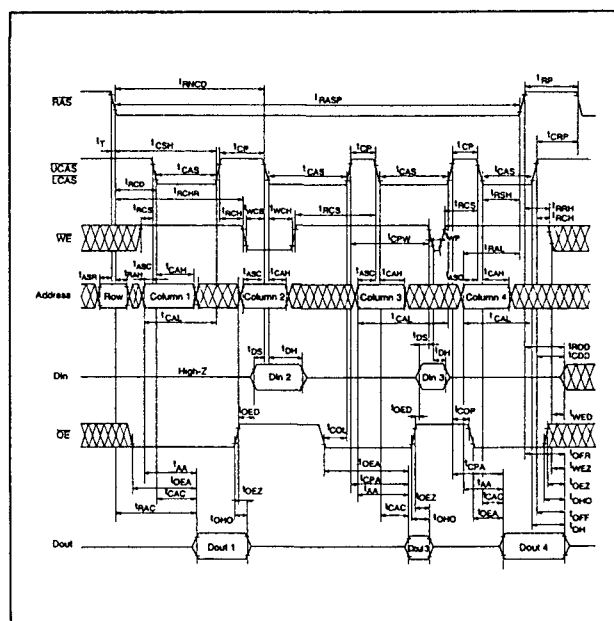 tRNCD
tRP
RAS
tRASP
tT
tCSH
tCP
tCP
tCP
tCRP
UCAS
LCAS
tCAS
tCAS
tCAS
tCAS
tRCD
tRCHR
tRCS
tRCH
tWCS
tWCH
tRCS
tRCS
tRSH
tRRH
tRCH
WE
tCPW
tWP
tRAL
tASR
tRAH
tASC
tCAH
tASC
tCAH
tASC
tCAH
tASC
tCAH
Address
Row
Column 1
Column 2
Column 3
Column 4
tCAL
tCAL
tCAL
tDS
tDH
tDS
tDH
tRDD
tCDD
Din
High-Z
Din 2
Din 3
tOED
tCOL
tOED
tCOP
tWED
OE
tOFR
tAA
tOEA
tCPA
tWEZ
tOEA
tCPA
tAA
tOEZ
tCAC
tOEZ
tAA
tOEZ
tCAC
tOHO
tRAC
tOHO
tCAC
tOHO
tOEA
tOFF
tOH
Dout
Dout 1
Dout 3
Dout 4